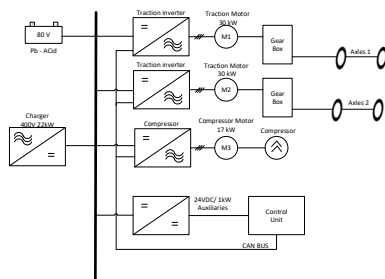 Traction inverter
Traction Motor
30 kW
80 V
Pb - ACid
M1
Gear
Box
Axles 1
Traction inverter
Traction Motor
30 kW
M2
Gear
Box
Axles 2
Charger
400V 22kW
Compressor
Compressor Motor
17 kW
M3
Compressor
24VDC/ 1kW
Auxiliaries
Control
Unit
CAN BUS